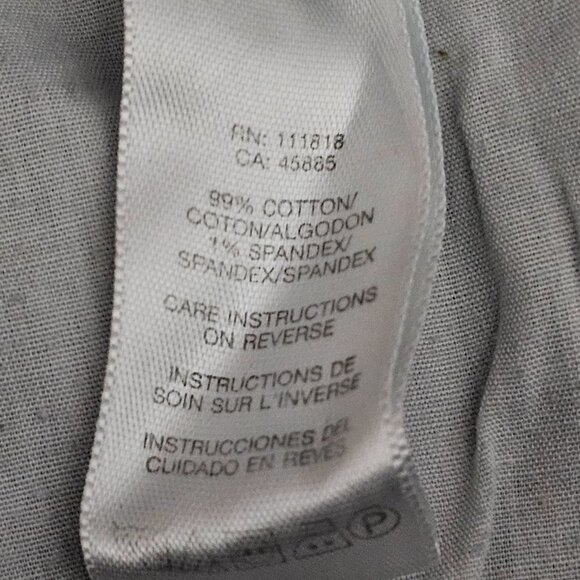 RN: 111818
CA: 45885
99% COTTON/
COTON/ALGODON
1% SPANDEX/
SPANDEX/SPANDEX
CARE INSTRUCTIONS
ON REVERSE
INSTRUCTIONS DE
SOIN SUR L'INVERSE
INSTRUCCIONES DEL
CUIDADO EN REVES
P